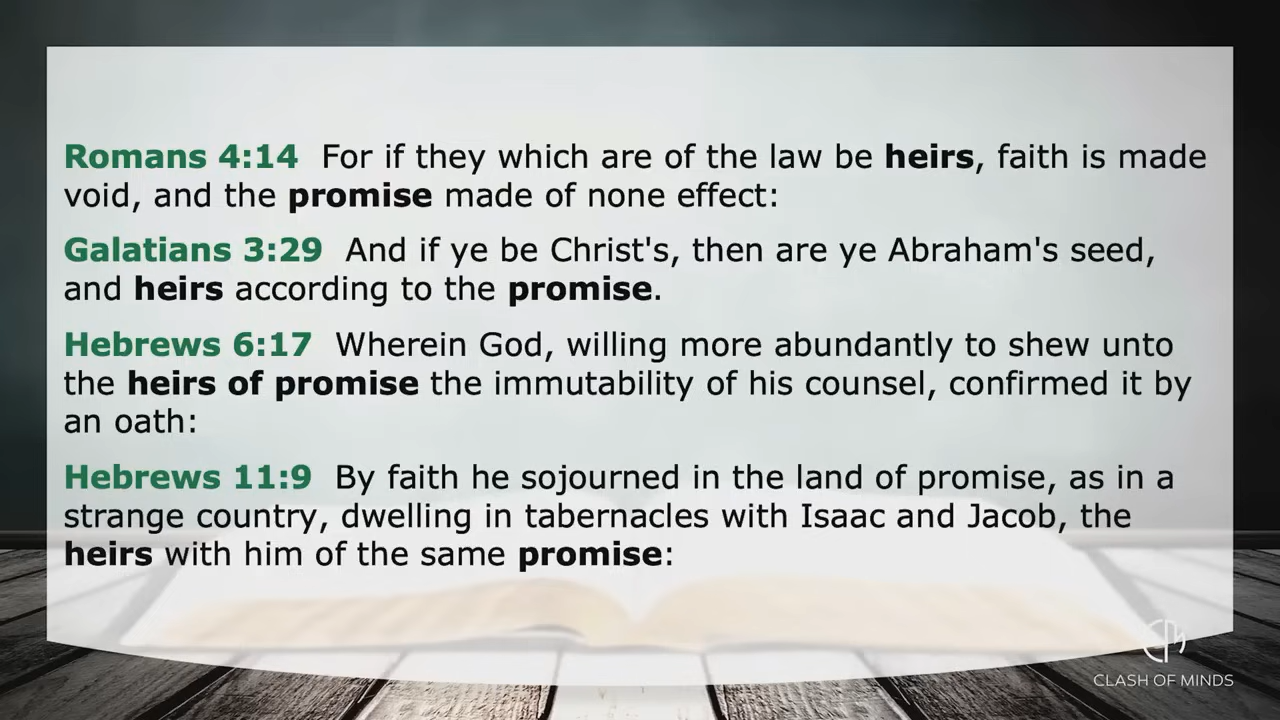 Romans 4:14 For if they which are of the law be heirs, faith is made
void, and the promise made of none effect:
Galatians 3:29 And if ye be Christ's, then are ye Abraham's seed,
and heirs according to the promise.
Hebrews 6:17 Wherein God, willing more abundantly to shew unto
the heirs of promise the immutability of his counsel, confirmed it by
an oath:
Hebrews 11:9 By faith he sojourned in the land of promise, as in a
strange country, dwelling in tabernacles with Isaac and Jacob, the
heirs with him of the same promise:
CLASH OF MINDS